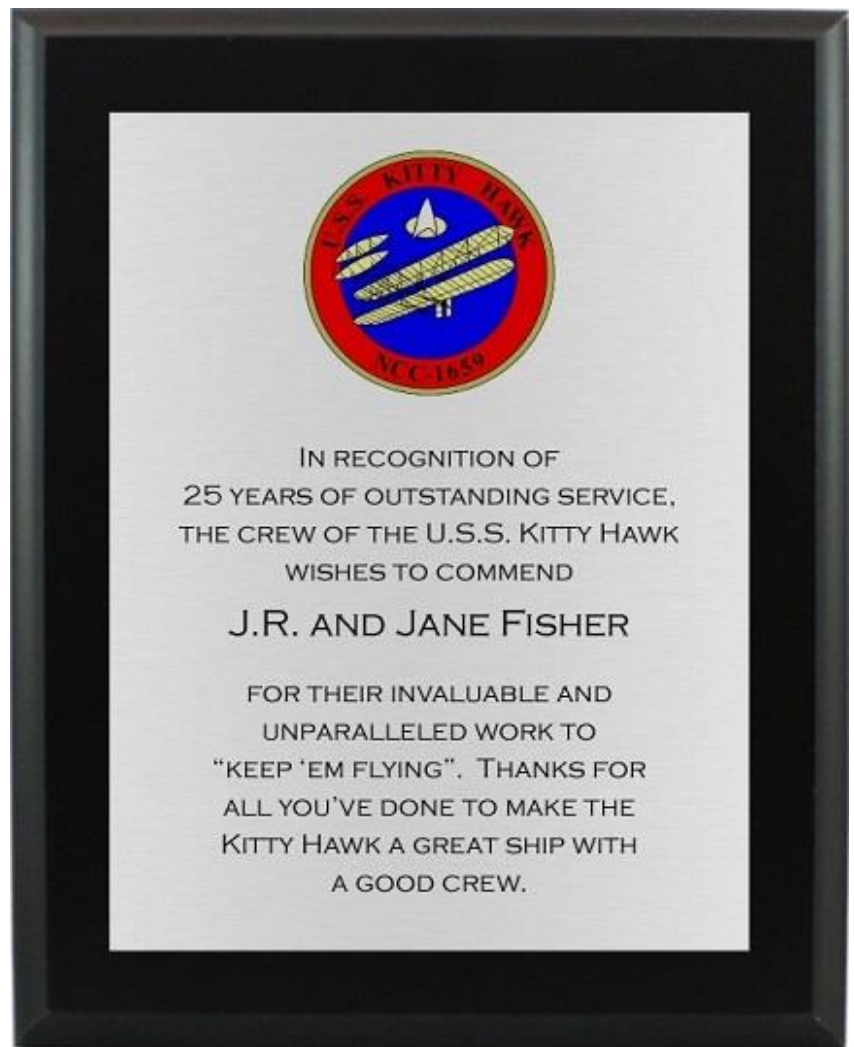 U.S.S. KITTY HAWK
NCC-1659
IN RECOGNITION OF
25 YEARS OF OUTSTANDING SERVICE,
THE CREW OF THE U.S.S. KITTY HAWK
WISHES TO COMMEND
J.R. AND JANE FISHER
FOR THEIR INVALUABLE AND
UNPARALLELED WORK TO
“KEEP ‘EM FLYING”.  THANKS FOR
ALL YOU’VE DONE TO MAKE THE
KITTY HAWK A GREAT SHIP WITH
A GOOD CREW.